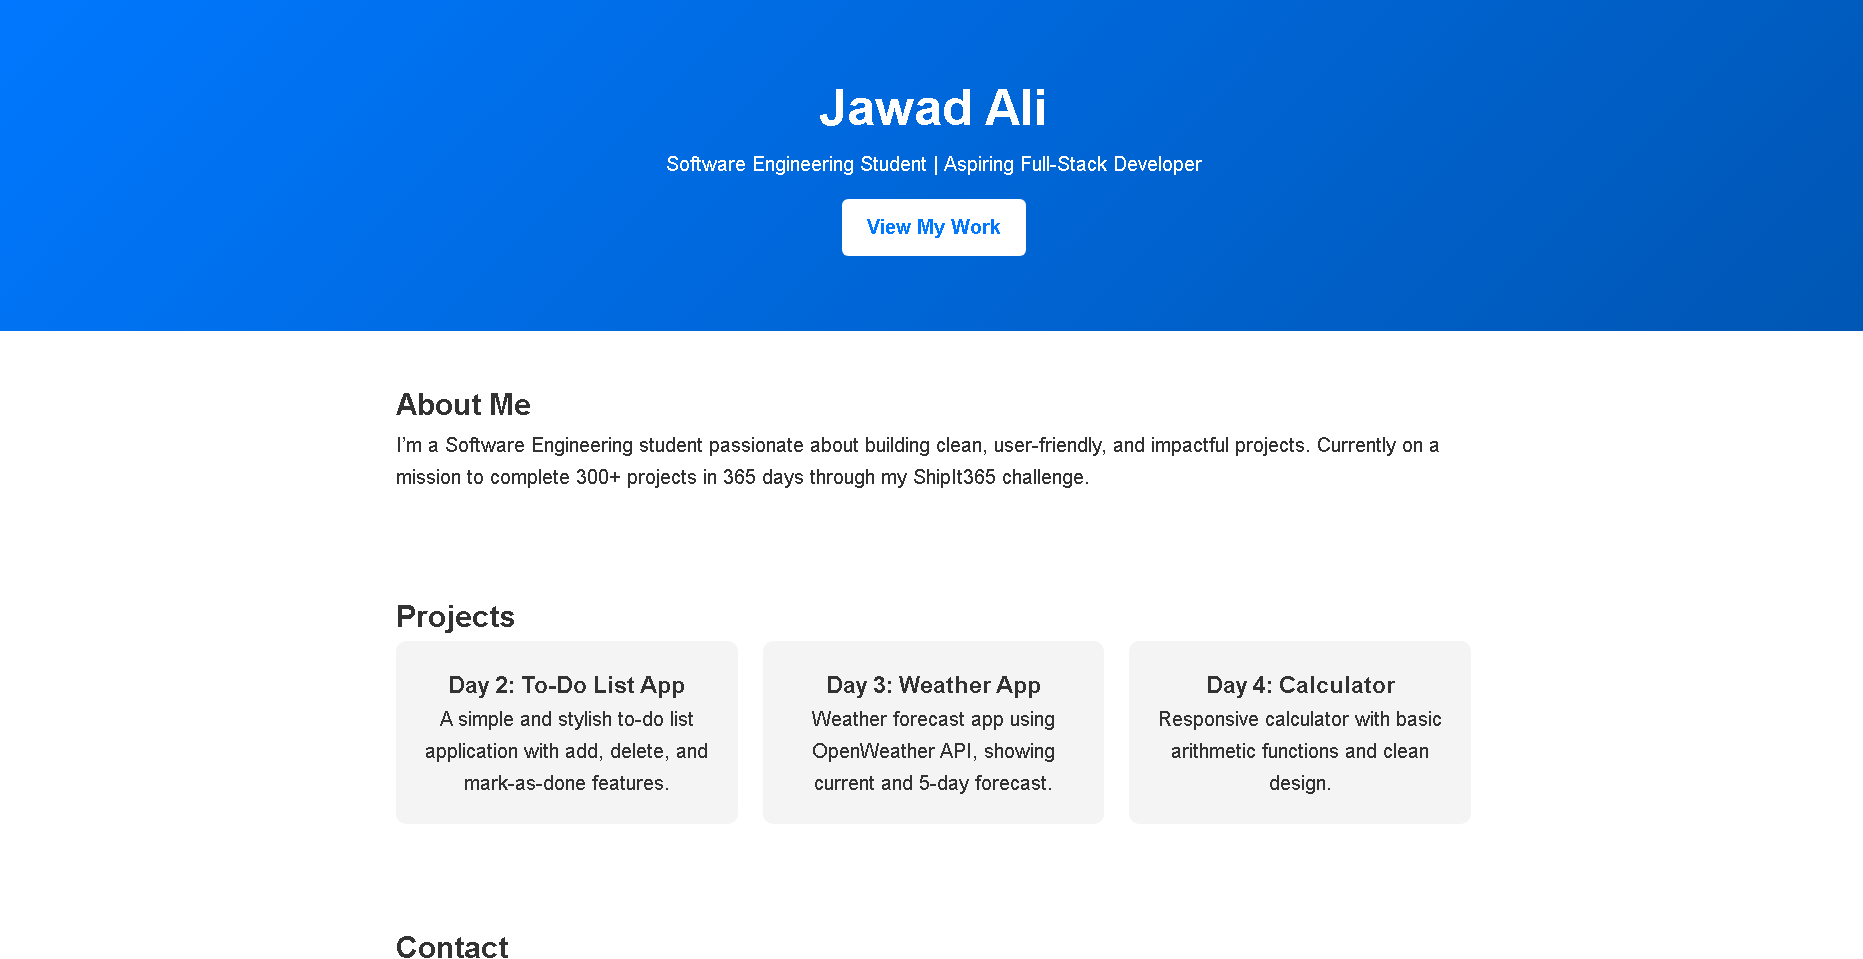 Jawad Ali
Software Engineering Student | Aspiring Full-Stack Developer
View My Work
About Me
I’m a Software Engineering student passionate about building clean, user-friendly, and impactful projects. Currently on a
mission to complete 300+ projects in 365 days through my ShipIt365 challenge.
Projects
Day 2: To-Do List App
A simple and stylish to-do list
application with add, delete, and
mark-as-done features.
Day 3: Weather App
Weather forecast app using
OpenWeather API, showing
current and 5-day forecast.
Day 4: Calculator
Responsive calculator with basic
arithmetic functions and clean
design.
Contact